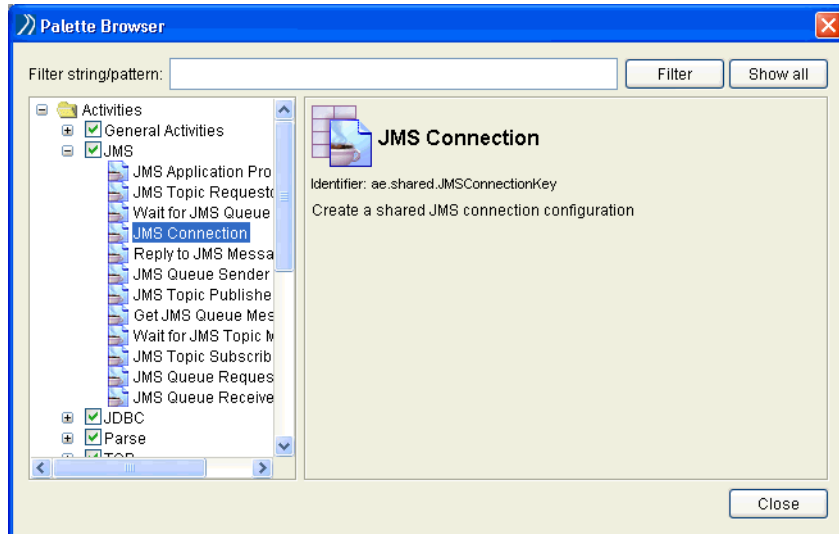 Palette Browser
Filter string/pattern:
Filter
Show all
Activities
General Activities
JMS
JMS Application Pro
JMS Topic Requesto
Wait for JMS Queue
JMS Connection
Reply to JMS Messa
JMS Queue Sender
JMS Topic Publishe
Get JMS Queue Mes
Wait for JMS Topic M
JMS Topic Subscrib
JMS Queue Reques
JMS Queue Receive
JDBC
Parse
JMS Connection
Identifier: ae.shared.JMSConnectionKey
Create a shared JMS connection configuration
Close